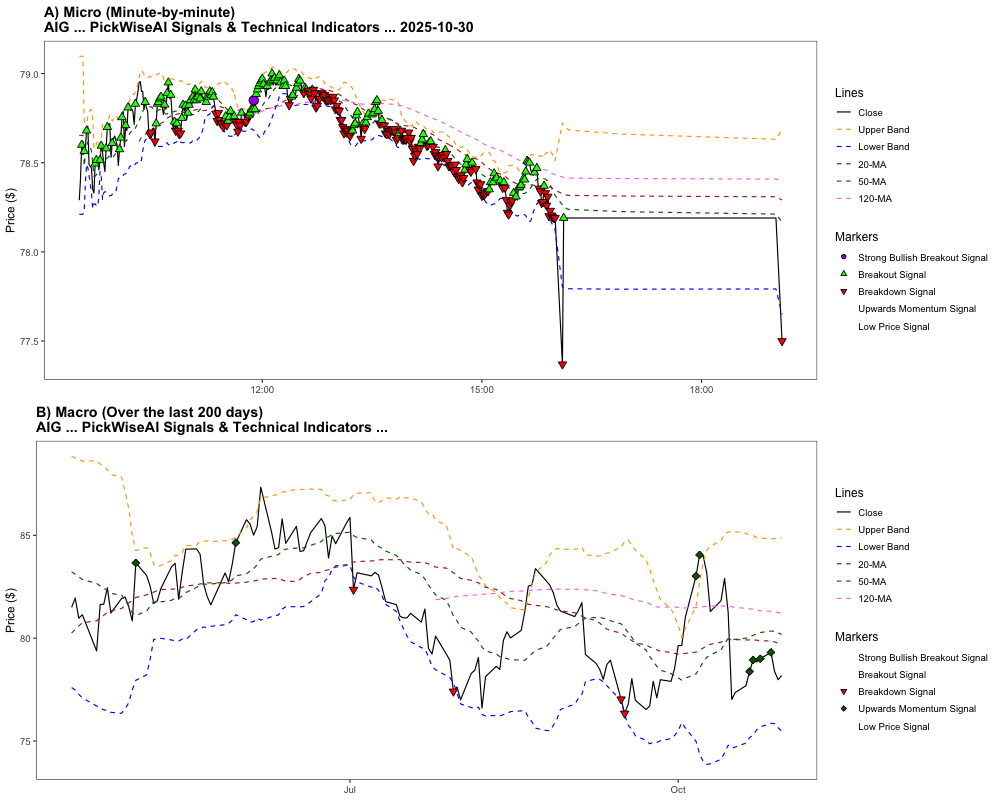 A) Micro (Minute-by-minute)
AIG ... PickWiseAI Signals & Technical Indicators ... 2025-10-30
Price ($)
79.0
78.5
78.0
77.5
12:00
15:00
18:00
Lines
Close
Upper Band
Lower Band
20-MA
50-MA
120-MA
Markers
Strong Bullish Breakout Signal
Breakout Signal
Breakdown Signal
Upwards Momentum Signal
Low Price Signal
B) Macro (Over the last 200 days)
AIG ... PickWiseAI Signals & Technical Indicators ...
Price ($)
85
80
75
Jul
Oct
Lines
Close
Upper Band
Lower Band
20-MA
50-MA
120-MA
Markers
Strong Bullish Breakout Signal
Breakout Signal
Breakdown Signal
Upwards Momentum Signal
Low Price Signal